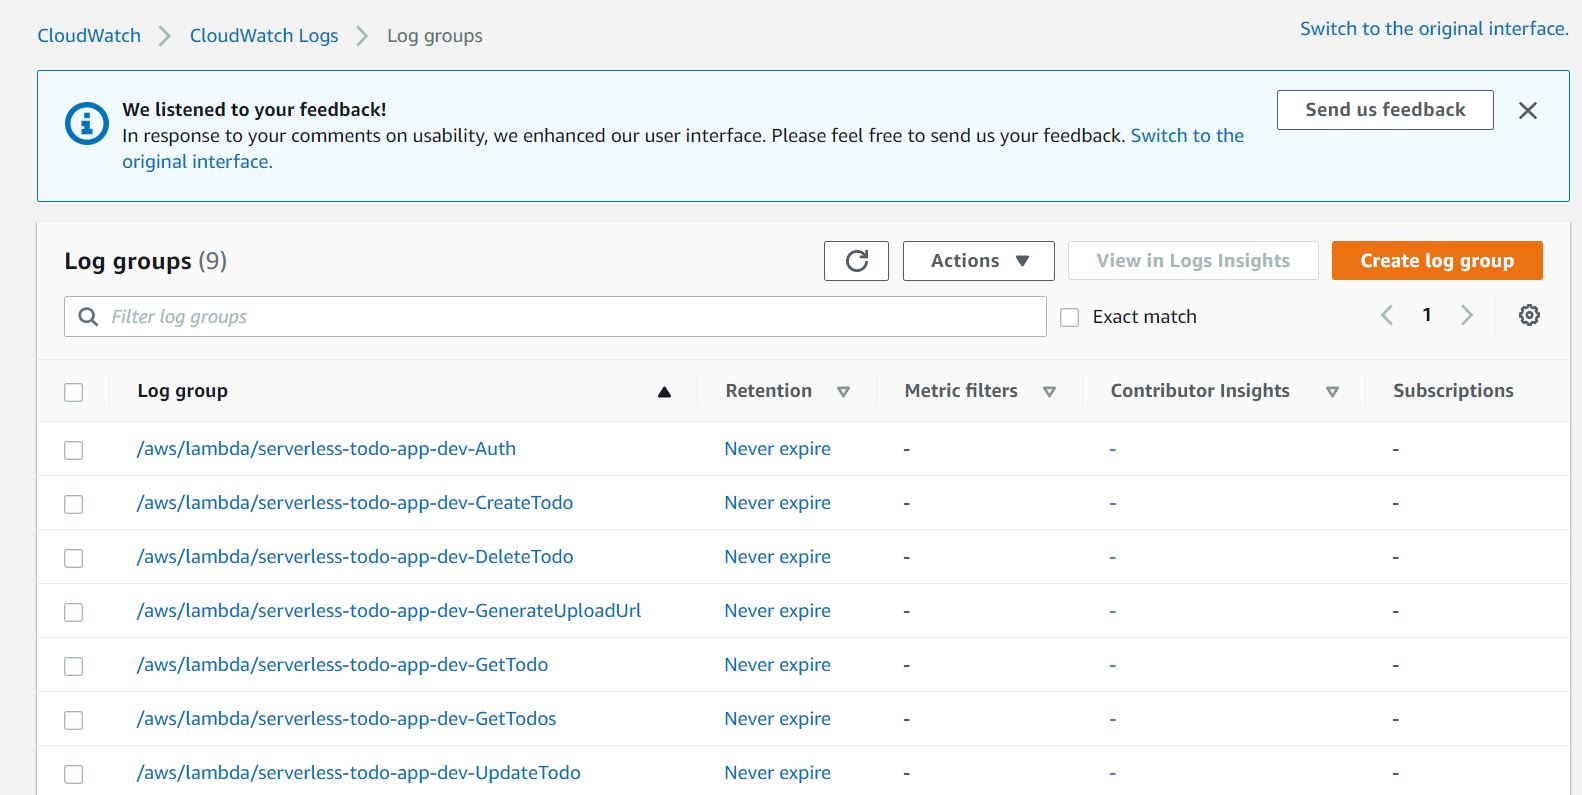 CloudWatch CloudWatch Logs Log groups
Switch to the original interface.
We listened to your feedback!
In response to your comments on usability, we enhanced our user interface. Please feel free to send us your feedback. Switch to the
original interface.
Send us feedback
Log groups (9)
Actions
View in Logs Insights
Create log group
Filter log groups
Exact match
1
Log group Retention Metric filters Contributor Insights Subscriptions
/aws/lambda/serverless-todo-app-dev-Auth Never expire - - -
/aws/lambda/serverless-todo-app-dev-CreateTodo Never expire - - -
/aws/lambda/serverless-todo-app-dev-DeleteTodo Never expire - - -
/aws/lambda/serverless-todo-app-dev-GenerateUploadUrl Never expire - - -
/aws/lambda/serverless-todo-app-dev-GetTodo Never expire - - -
/aws/lambda/serverless-todo-app-dev-GetTodos Never expire - - -
/aws/lambda/serverless-todo-app-dev-UpdateTodo Never expire - - -